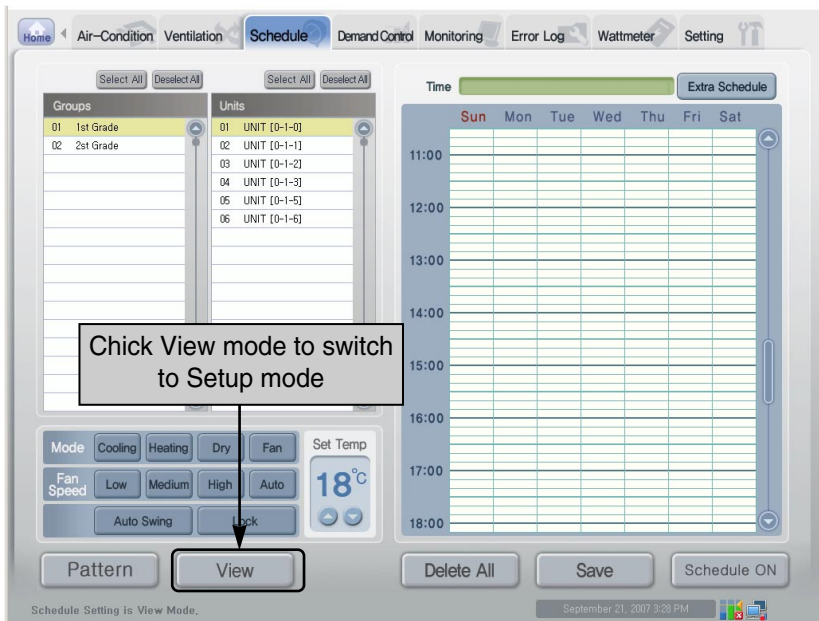 Home Air-Condition Ventilation Schedule Demand Control Monitoring Error Log Wattmeter Setting
Select All Deselect All Select All Deselect All
Groups Units
01 1st Grade 01 UNIT [0-1-0]
02 2st Grade 02 UNIT [0-1-1]
03 UNIT [0-1-2]
04 UNIT [0-1-3]
05 UNIT [0-1-5]
06 UNIT [0-1-6]
Chick View mode to switch
to Setup mode
Mode Cooling Heating Dry Fan Set Temp
Fan
Speed Low Medium High Auto 18°C
Auto Swing Lock
Time Extra Schedule
Sun Mon Tue Wed Thu Fri Sat
11:00
12:00
13:00
14:00
15:00
16:00
17:00
18:00
Pattern View Delete All Save Schedule ON
Schedule Setting is View Mode. September 21, 2007 3:28 PM